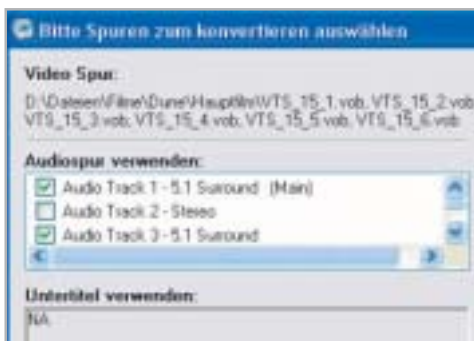 Bitte Spuren zum konvertieren auswählen
Video Spur:
D:\Dateien\Filme\Dune\Hauptfilm\VTS_15_1.vob, VTS_15_2.vob,
VTS_15_3.vob, VTS_15_4.vob, VTS_15_5.vob, VTS_15_6.vob
Audiospur verwenden:
Audio Track 1 - 5.1 Surround (Main)
Audio Track 2 - Stereo
Audio Track 3 - 5.1 Surround
Untertitel verwenden:
NA